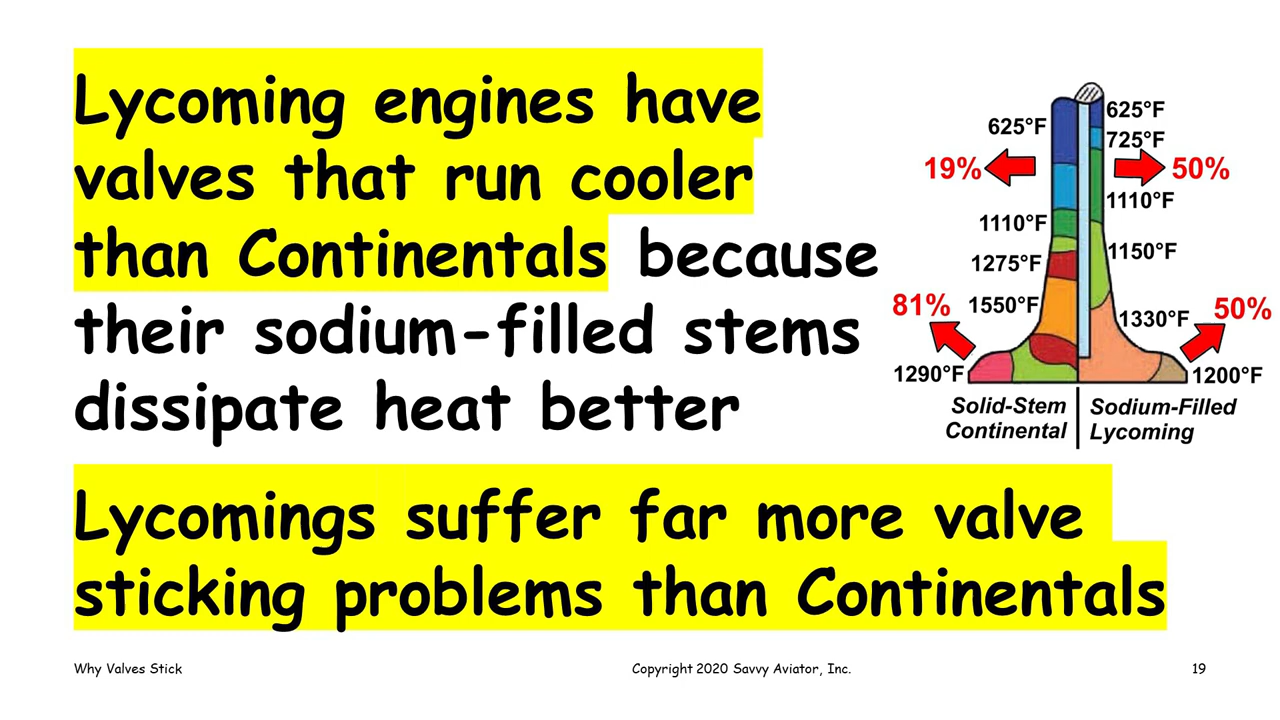 Lycoming engines have
valves that run cooler
than Continentals because
their sodium-filled stems
dissipate heat better
625°F
625°F
725°F
19%
50%
1110°F
1110°F
1150°F
1275°F
81%
1550°F
1330°F
50%
1290°F
1200°F
Solid-Stem
Continental
Sodium-Filled
Lycoming
Lycomings suffer far more valve
sticking problems than Continentals
Why Valves Stick
Copyright 2020 Savvy Aviator, Inc.
19